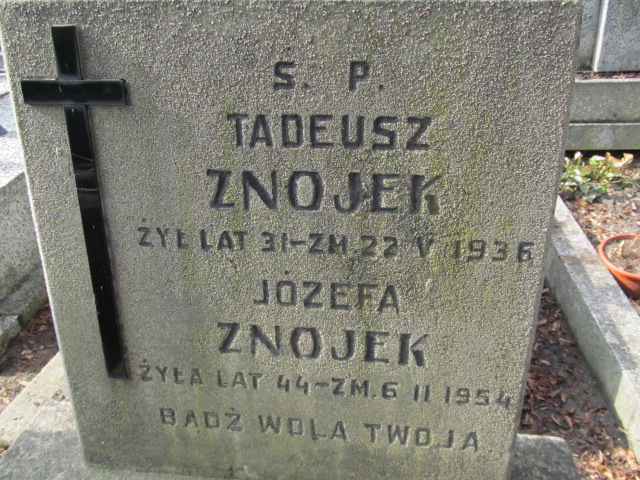 Ś. P.
TADEUSZ
ZNOJEK
ŻYŁ LAT 31-ZM. 22 V 1936
JÓZEFA
ZNOJEK
ŻYŁA LAT 44-ZM. 6 II 1954
BĄDŹ WOLA TWOJA